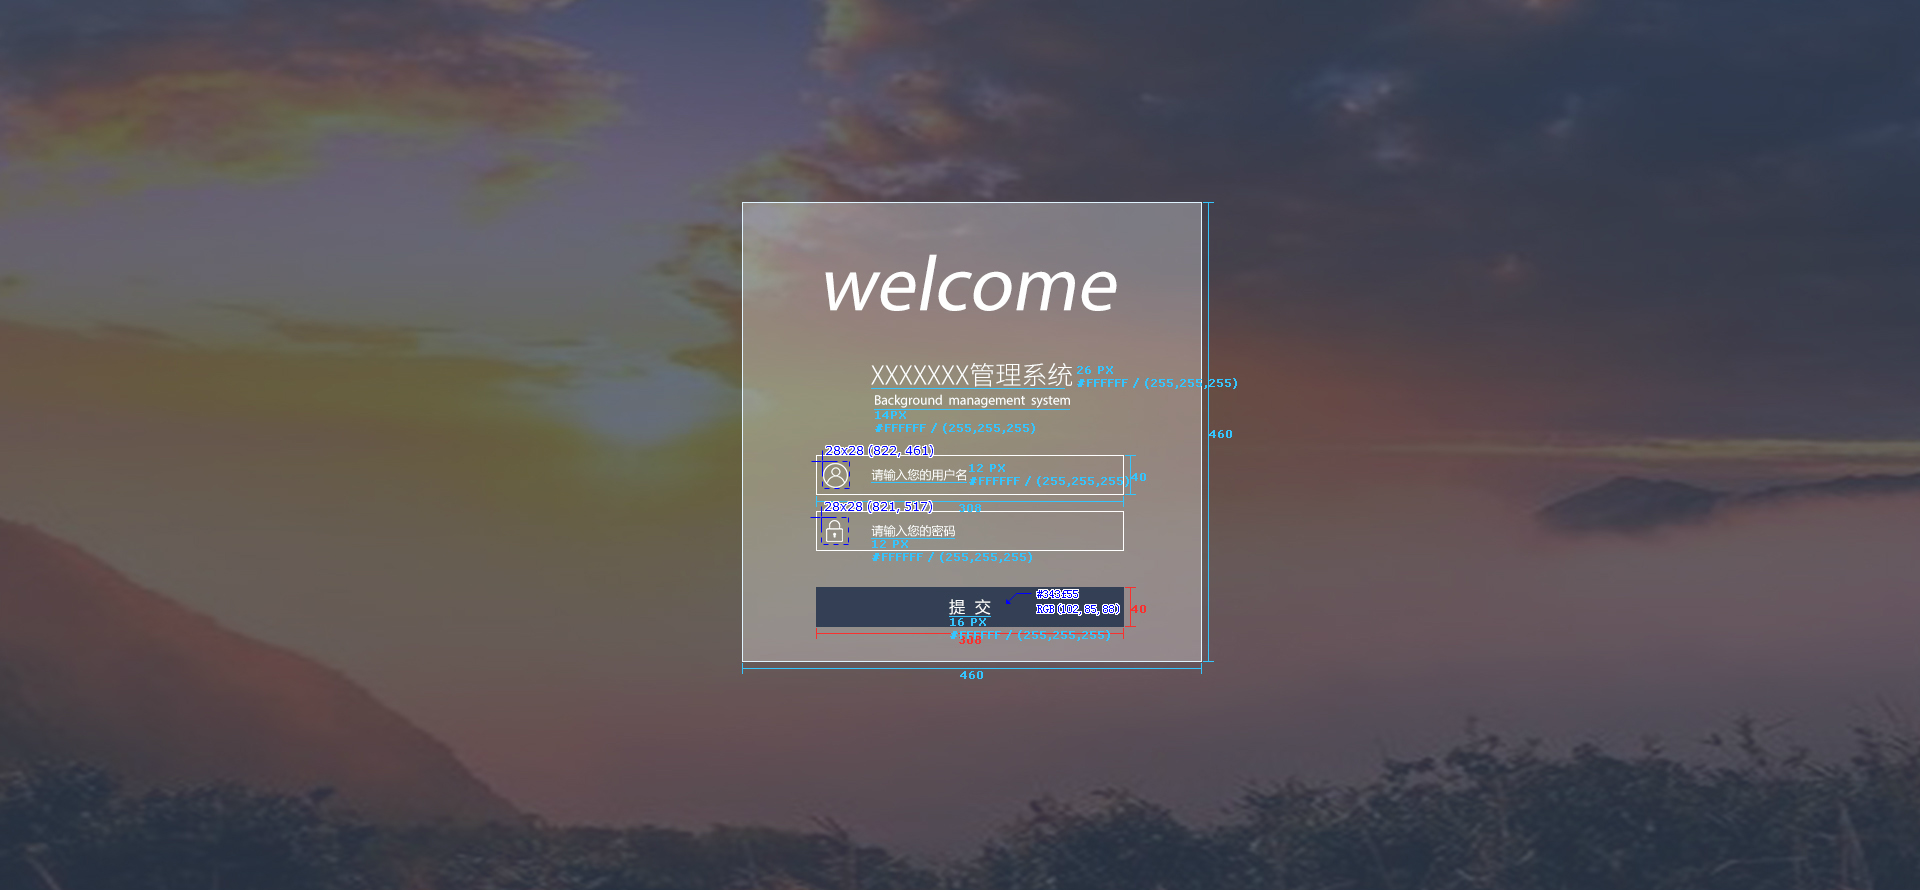 welcome
XXXXXXX管理系统
26 PX
#FFFFFF / (255,255,255)
Background management system
14PX
#FFFFFF / (255,255,255)
460
28x28 (822, 461)
请输入您的用户名
12 PX
#FFFFFF / (255,255,255)
40
308
28x28 (821, 517)
请输入您的密码
12 PX
#FFFFFF / (255,255,255)
提 交
RGB (102, 85, 88)
40
16 PX
#FFFFFF / (255,255,255)
308
460